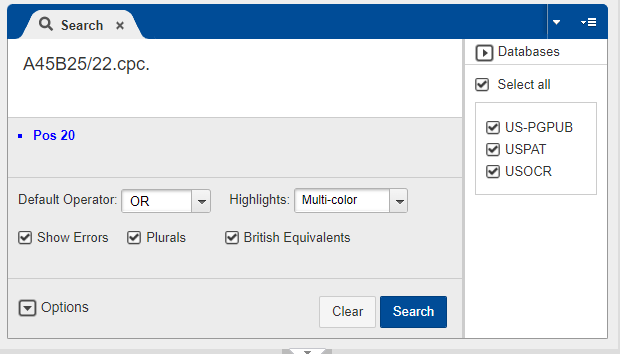 Search
A45B25/22.cpc.
Pos 20
Default Operator: OR Highlights: Multi-color
Show Errors Plurals British Equivalents
Options Clear Search
Databases
Select all
US-PGPUB
USPAT
USOCR